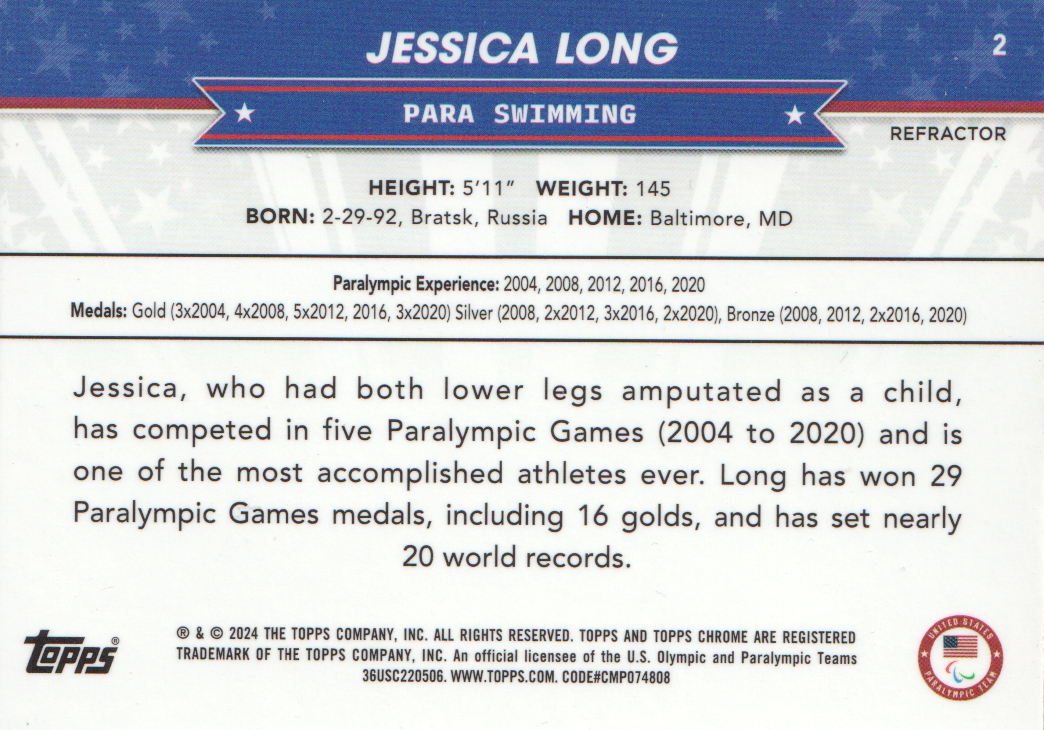 JESSICA LONG
2
PARA SWIMMING
REFRACTOR
HEIGHT: 5'11" WEIGHT: 145
BORN: 2-29-92, Bratsk, Russia HOME: Baltimore, MD
Paralympic Experience: 2004, 2008, 2012, 2016, 2020
Medals: Gold (3x2004, 4x2008, 5x2012, 2016, 3x2020) Silver (2008, 2x2012, 3x2016, 2x2020), Bronze (2008, 2012, 2x2016, 2020)
Jessica, who had both lower legs amputated as a child,
has competed in five Paralympic Games (2004 to 2020) and is
one of the most accomplished athletes ever. Long has won 29
Paralympic Games medals, including 16 golds, and has set nearly
20 world records.
Topps®
® & © 2024 THE TOPPS COMPANY, INC. ALL RIGHTS RESERVED. TOPPS AND TOPPS CHROME ARE REGISTERED
TRADEMARK OF THE TOPPS COMPANY, INC. An official licensee of the U.S. Olympic and Paralympic Teams
36USC220506. WWW.TOPPS.COM. CODE#CMP074808
UNITED STATES
PARALYMPIC TEAM